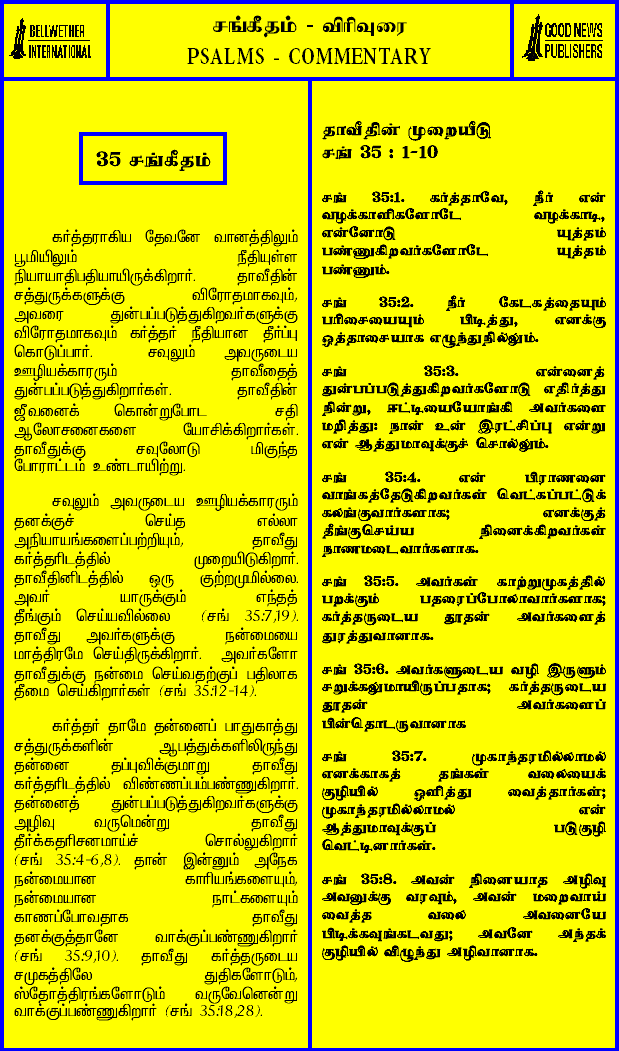 BELLWETHER
INTERNATIONAL
சங்கீதம் - விரிவுரை
PSALMS - COMMENTARY
GOOD NEWS
PUBLISHERS
35 சங்கீதம்
கர்த்தராகிய தேவனே வானத்திலும்
பூமியிலும் நீதியுள்ள
நியாயாதிபதியாயிருக்கிறார். தாவீதின்
சத்துருக்களுக்கு விரோதமாகவும்,
அவரை துன்பப்படுத்துகிறவர்களுக்கு
விரோதமாகவும் கர்த்தர் நீதியான தீர்ப்பு
கொடுப்பார். சவுலும் அவருடைய
ஊழியக்காரரும் தாவீதைத்
துன்பப்படுத்துகிறார்கள். தாவீதின்
ஜீவனைக் கொன்றுபோட சதி
ஆலோசனைகளை யோசிக்கிறார்கள்.
தாவீதுக்கு சவுலோடு மிகுந்த
போராட்டம் உண்டாயிற்று.
சவுலும் அவருடைய ஊழியக்காரரும்
தனக்குச் செய்த எல்லா
அநியாயங்களைப்பற்றியும், தாவீது
கர்த்தரிடத்தில் முறையிடுகிறார்.
தாவீதினிடத்தில் ஒரு குற்றமுமில்லை.
அவர் யாருக்கும் எந்தத்
தீங்கும் செய்யவில்லை (சங் 35:7,19).
தாவீது அவர்களுக்கு நன்மையை
மாத்திரமே செய்திருக்கிறார். அவர்களோ
தாவீதுக்கு நன்மை செய்வதற்குப் பதிலாக
தீமை செய்கிறார்கள் (சங் 35:12-14).
கர்த்தர் தாமே தன்னைப் பாதுகாத்து
சத்துருக்களின் ஆபத்துக்களிலிருந்து
தன்னை தப்புவிக்குமாறு தாவீது
கர்த்தரிடத்தில் விண்ணப்பம்பண்ணுகிறார்.
தன்னைத் துன்பப்படுத்துகிறவர்களுக்கு
அழிவு வருமென்று தாவீது
தீர்க்கதரிசனமாய்ச் சொல்லுகிறார்
(சங் 35:4-6,8). தான் இன்னும் அநேக
நன்மையான காரியங்களையும்,
நன்மையான நாட்களையும்
காணப்போவதாக தாவீது
தனக்குத்தானே வாக்குப்பண்ணுகிறார்
(சங் 35:9,10). தாவீது கர்த்தருடைய
சமுகத்திலே துதிகளோடும்,
ஸ்தோத்திரங்களோடும் வருவேனென்று
வாக்குப்பண்ணுகிறார் (சங் 35:18,28).
தாவீதின் முறையீடு
சங் 35 : 1-10
சங் 35:1. கர்த்தாவே, நீர் என்
வழக்காளிகளோடே வழக்காடி,
என்னோடு யுத்தம்
பண்ணுகிறவர்களோடே யுத்தம்
பண்ணும்.
சங் 35:2. நீர் கேடகத்தையும்
பரிசையையும் பிடித்து, எனக்கு
ஒத்தாசையாக எழுந்துநில்லும்.
சங் 35:3. என்னைத்
துன்பப்படுத்துகிறவர்களோடு எதிர்த்து
நின்று, ஈட்டியையோங்கி அவர்களை
மறித்து: நான் உன் இரட்சிப்பு என்று
என் ஆத்துமாவுக்குச் சொல்லும்.
சங் 35:4. என் பிராணனை
வாங்கத்தேடுகிறவர்கள் வெட்கப்பட்டுக்
கலங்குவார்களாக; எனக்குத்
தீங்குசெய்ய நினைக்கிறவர்கள்
நாணமடைவார்களாக.
சங் 35:5. அவர்கள் காற்றுமுகத்தில்
பறக்கும் பதரைப்போலாவார்களாக;
கர்த்தருடைய தூதன் அவர்களைத்
துரத்துவானாக.
சங் 35:6. அவர்களுடைய வழி இருளும்
சறுக்கலுமாயிருப்பதாக; கர்த்தருடைய
தூதன் அவர்களைப்
பின்தொடருவானாக
சங் 35:7. முகாந்தரமில்லாமல்
எனக்காகத் தங்கள் வலையைக்
குழியில் ஒளித்து வைத்தார்கள்;
முகாந்தரமில்லாமல் என்
ஆத்துமாவுக்குப் படுகுழி
வெட்டினார்கள்.
சங் 35:8. அவன் நினையாத அழிவு
அவனுக்கு வரவும், அவன் மறைவாய்
வைத்த வலை அவனையே
பிடிக்கவுங்கடவது; அவனே அந்தக்
குழியில் விழுந்து அழிவானாக.